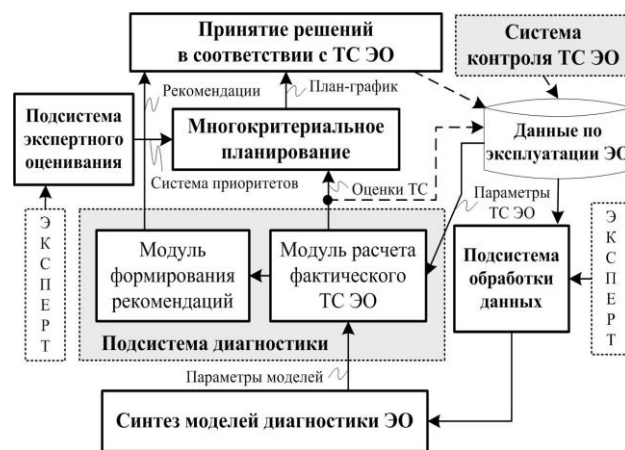 Принятие решений
в соответствии с ТС ЭО
Система
контроля ТС ЭО
Рекомендации
План-график
Подсистема
экспертного
оценивания
Многокритериальное
планирование
Данные по
эксплуатации ЭО
Система приоритетов
Оценки ТС
Параметры
ТС ЭО
ЭКСПЕРТ
Модуль
формирования
рекомендаций
Модуль расчета
фактического
ТС ЭО
Подсистема
обработки
данных
ЭКСПЕРТ
Подсистема диагностики
Параметры моделей
Синтез моделей диагностики ЭО